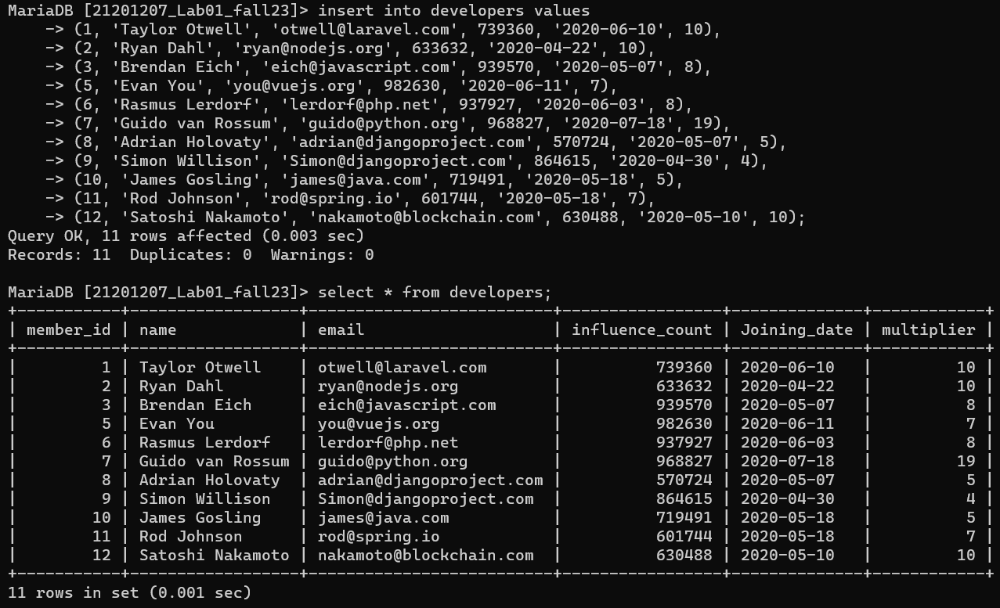 MariaDB [21201207_Lab01_fall23]> insert into developers values
    -> (1, 'Taylor Otwell', 'otwell@laravel.com', 739360, '2020-06-10', 10),
    -> (2, 'Ryan Dahl', 'ryan@nodejs.org', 633632, '2020-04-22', 10),
    -> (3, 'Brendan Eich', 'eich@javascript.com', 939570, '2020-05-07', 8),
    -> (5, 'Evan You', 'you@vuejs.org', 982630, '2020-06-11', 7),
    -> (6, 'Rasmus Lerdorf', 'lerdorf@php.net', 937927, '2020-06-03', 8),
    -> (7, 'Guido van Rossum', 'guido@python.org', 968827, '2020-07-18', 19),
    -> (8, 'Adrian Holovaty', 'adrian@djangoproject.com', 570724, '2020-05-07', 5),
    -> (9, 'Simon Willison', 'Simon@djangoproject.com', 864615, '2020-04-30', 4),
    -> (10, 'James Gosling', 'james@java.com', 719491, '2020-05-18', 5),
    -> (11, 'Rod Johnson', 'rod@spring.io', 601744, '2020-05-18', 7),
    -> (12, 'Satoshi Nakamoto', 'nakamoto@blockchain.com', 630488, '2020-05-10', 10);
Query OK, 11 rows affected (0.003 sec)
Records: 11  Duplicates: 0  Warnings: 0

MariaDB [21201207_Lab01_fall23]> select * from developers;
+-----------+------------------+--------------------------+-----------------+--------------+------------+
| member_id | name             | email                    | influence_count | Joining_date | multiplier |
+-----------+------------------+--------------------------+-----------------+--------------+------------+
|         1 | Taylor Otwell    | otwell@laravel.com       |          739360 | 2020-06-10   |         10 |
|         2 | Ryan Dahl        | ryan@nodejs.org          |          633632 | 2020-04-22   |         10 |
|         3 | Brendan Eich     | eich@javascript.com      |          939570 | 2020-05-07   |          8 |
|         5 | Evan You         | you@vuejs.org            |          982630 | 2020-06-11   |          7 |
|         6 | Rasmus Lerdorf   | lerdorf@php.net          |          937927 | 2020-06-03   |          8 |
|         7 | Guido van Rossum | guido@python.org         |          968827 | 2020-07-18   |         19 |
|         8 | Adrian Holovaty  | adrian@djangoproject.com |          570724 | 2020-05-07   |          5 |
|         9 | Simon Willison   | Simon@djangoproject.com  |          864615 | 2020-04-30   |          4 |
|        10 | James Gosling    | james@java.com           |          719491 | 2020-05-18   |          5 |
|        11 | Rod Johnson      | rod@spring.io            |          601744 | 2020-05-18   |          7 |
|        12 | Satoshi Nakamoto | nakamoto@blockchain.com  |          630488 | 2020-05-10   |         10 |
+-----------+------------------+--------------------------+-----------------+--------------+------------+
11 rows in set (0.001 sec)